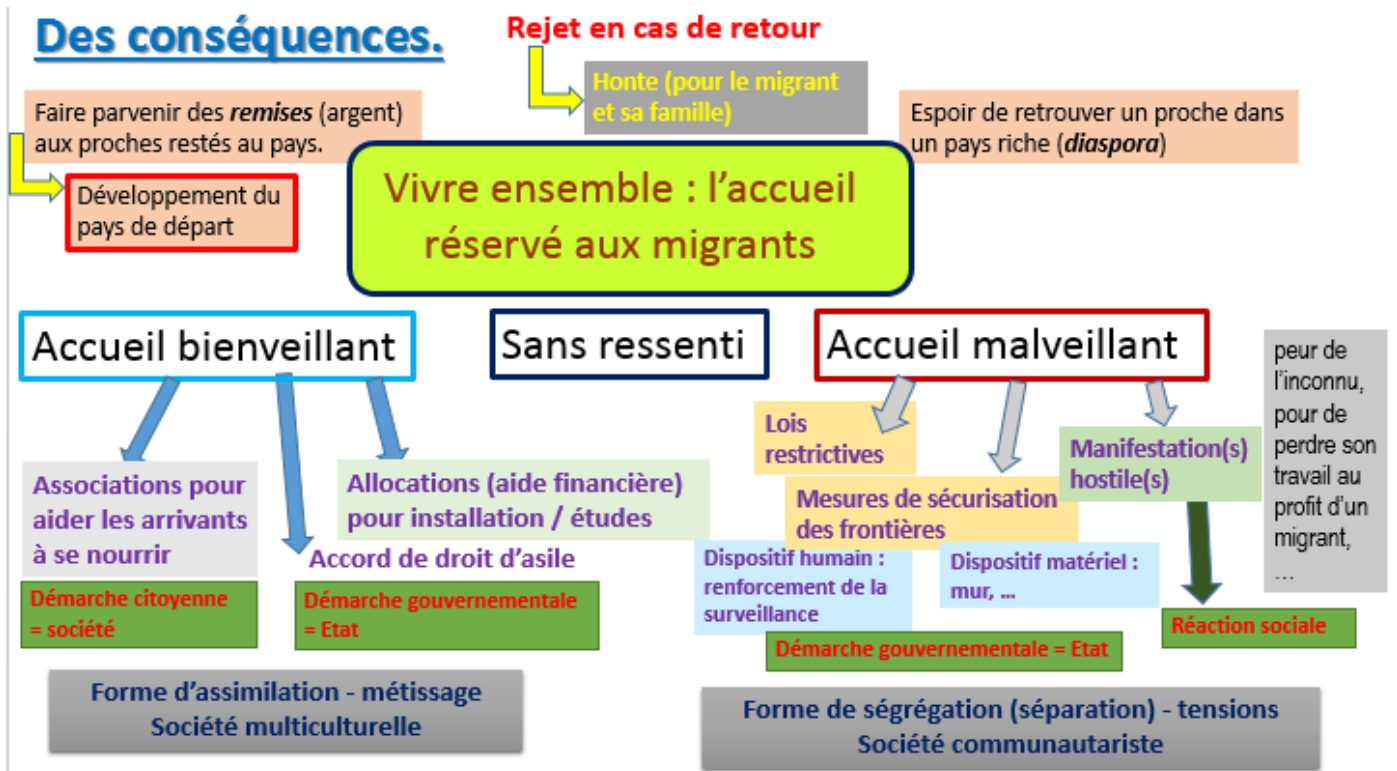 Des conséquences.
Rejet en cas de retour
Honte (pour le migrant
et sa famille)
Faire parvenir des remises (argent)
aux proches restés au pays.
Espoir de retrouver un proche dans
un pays riche (diaspora)
Développement du
pays de départ
Vivre ensemble : l’accueil
réservé aux migrants
Accueil bienveillant
Sans ressenti
Accueil malveillant
peur de
l’inconnu,
pour de
perdre son
travail au
profit d’un
migrant,
…
Associations pour
aider les arrivants
à se nourrir
Allocations (aide financière)
pour installation / études
Accord de droit d’asile
Démarche citoyenne
= société
Démarche gouvernementale
= Etat
Lois
restrictives
Mesures de sécurisation
des frontières
Manifestation(s)
hostile(s)
Dispositif humain :
renforcement de la
surveillance
Dispositif matériel :
mur, …
Démarche gouvernementale = Etat
Réaction sociale
Forme d’assimilation - métissage
Société multiculturelle
Forme de ségrégation (séparation) - tensions
Société communautariste